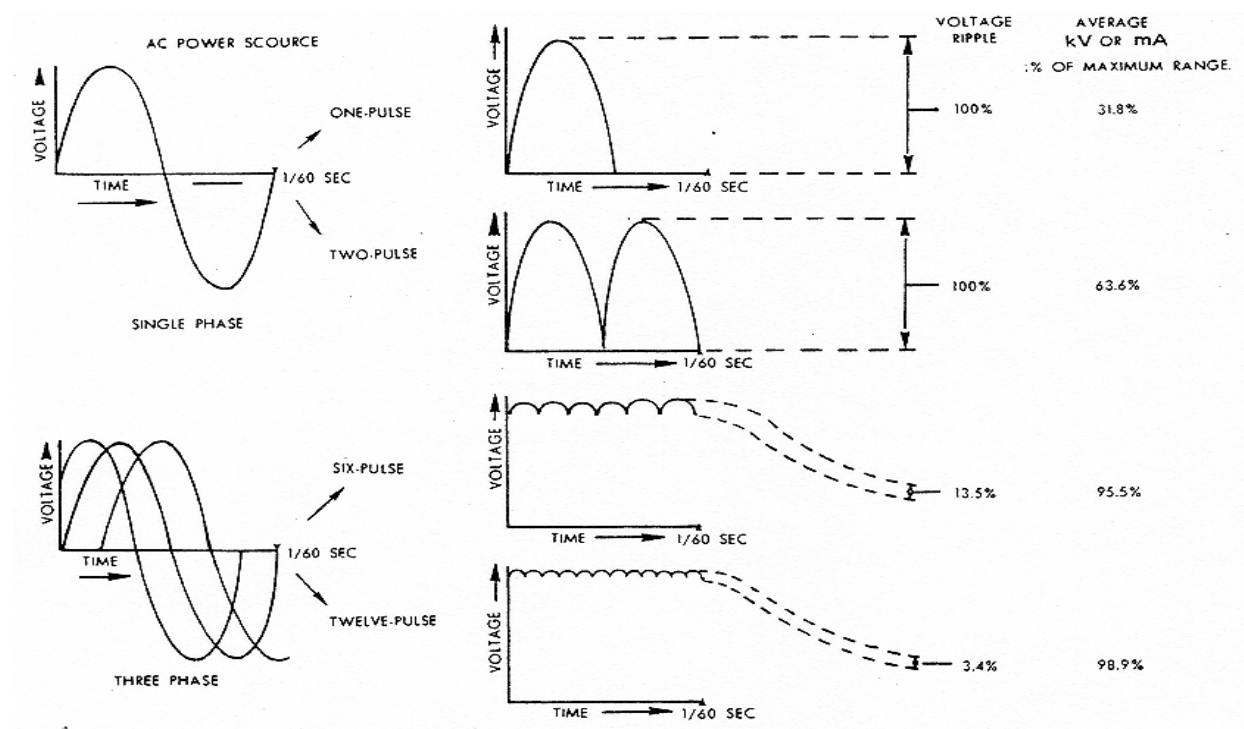 AC POWER SCOURCE
VOLTAGE
TIME
1/60 SEC
ONE-PULSE
TWO-PULSE
SINGLE PHASE
VOLTAGE
TIME
1/60 SEC
VOLTAGE
TIME
1/60 SEC
VOLTAGE RIPPLE
AVERAGE
kV OR mA
:% OF MAXIMUM RANGE.
100%
31.8%
100%
63.6%
VOLTAGE
TIME
1/60 SEC
SIX-PULSE
TWELVE-PULSE
THREE PHASE
VOLTAGE
TIME
1/60 SEC
13.5%
95.5%
VOLTAGE
TIME
1/60 SEC
3.4%
98.9%